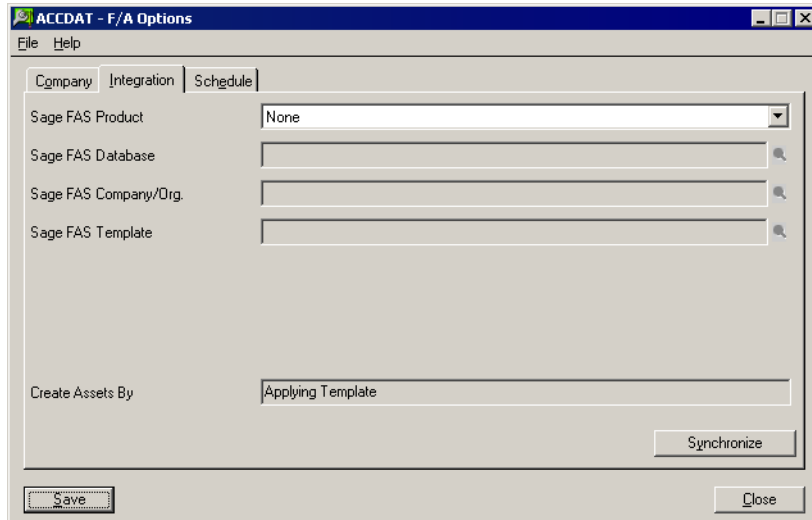 ACCDAT - F/A Options
File Help
Company Integration Schedule
Sage FAS Product None
Sage FAS Database
Sage FAS Company/Org.
Sage FAS Template
Create Assets By Applying Template
Synchronize
Save Close